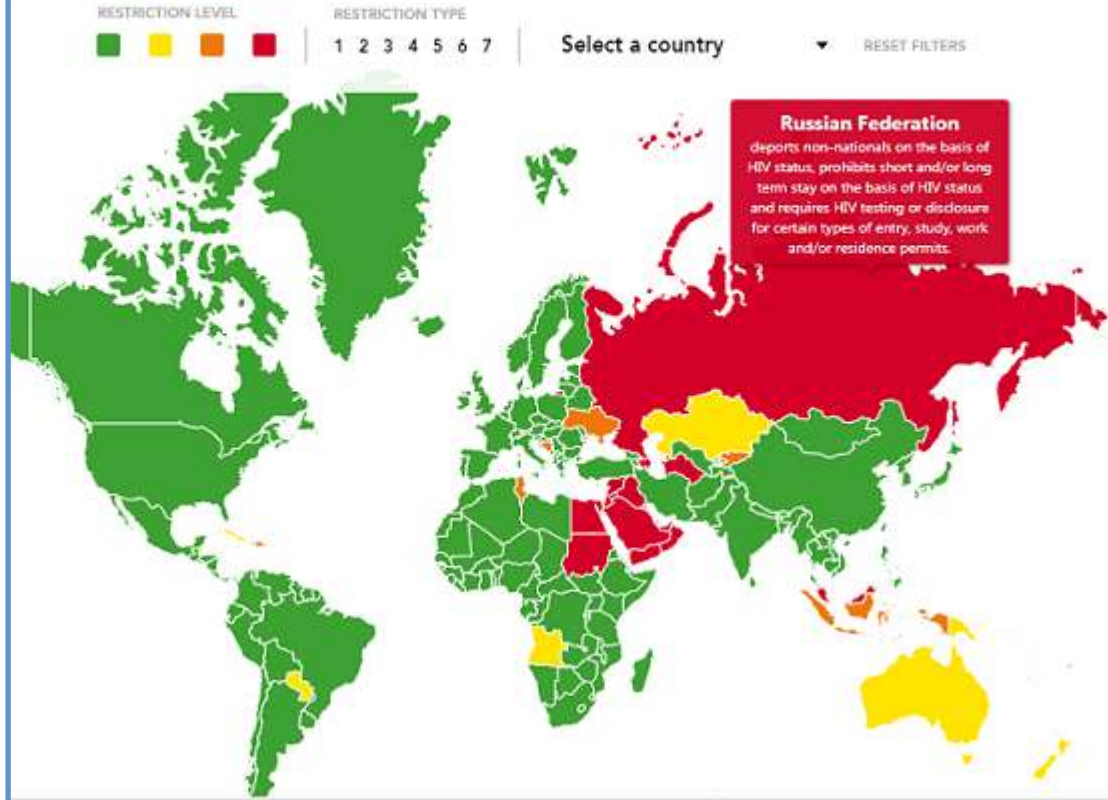 RESTRICTION LEVEL
RESTRICTION TYPE
1 2 3 4 5 6 7
Select a country
RESET FILTERS
Russian Federation
deports non-nationals on the basis of
HIV status, prohibits short and/or long
term stay on the basis of HIV status
and requires HIV testing or disclosure
for certain types of entry, study, work
and/or residence permits.